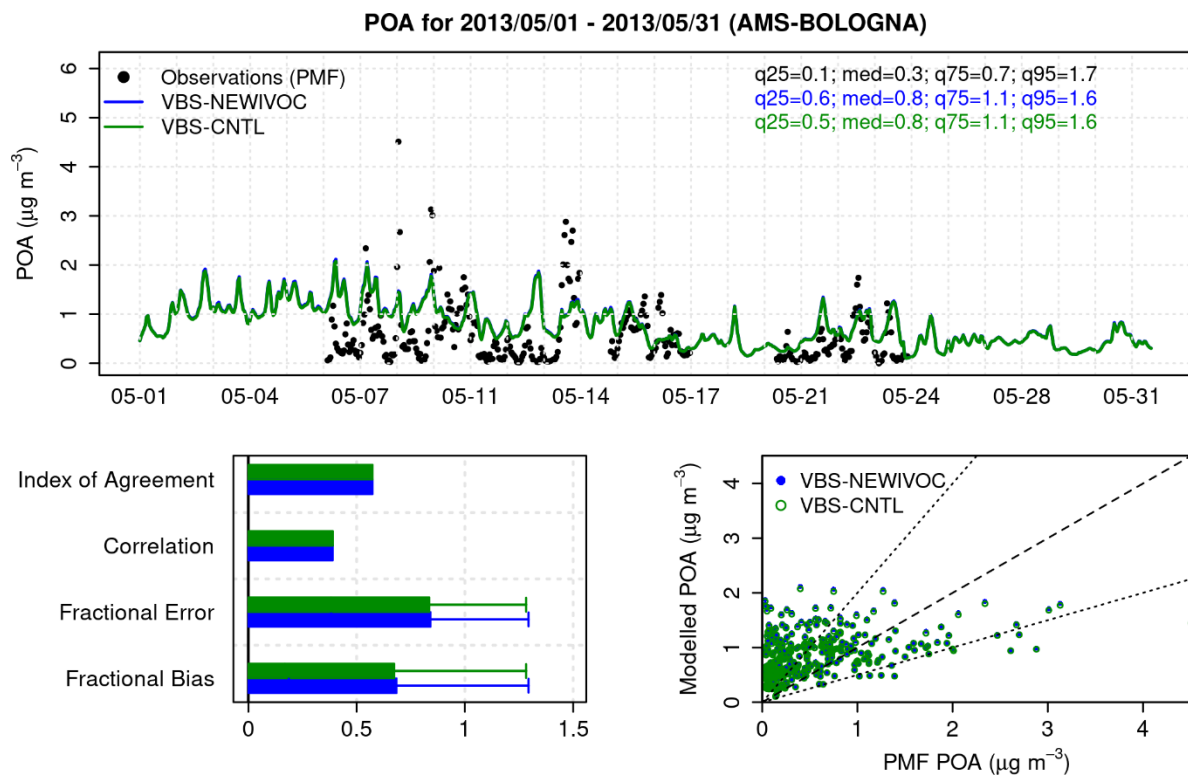 POA for 2013/05/01 - 2013/05/31 (AMS-BOLOGNA)
POA (µg m⁻³)
6
5
4
3
2
1
0
Observations (PMF)
VBS-NEWIVOC
VBS-CNTL
q25=0.1; med=0.3; q75=0.7; q95=1.7
q25=0.6; med=0.8; q75=1.1; q95=1.6
q25=0.5; med=0.8; q75=1.1; q95=1.6
05-01 05-04 05-07 05-11 05-14 05-17 05-21 05-24 05-27 05-31
Index of Agreement
Correlation
Fractional Error
Fractional Bias
0 0.5 1 1.5
Modelled POA (µg m⁻³)
4
3
2
1
0
VBS-NEWIVOC
VBS-CNTL
0 1 2 3 4
PMF POA (µg m⁻³)